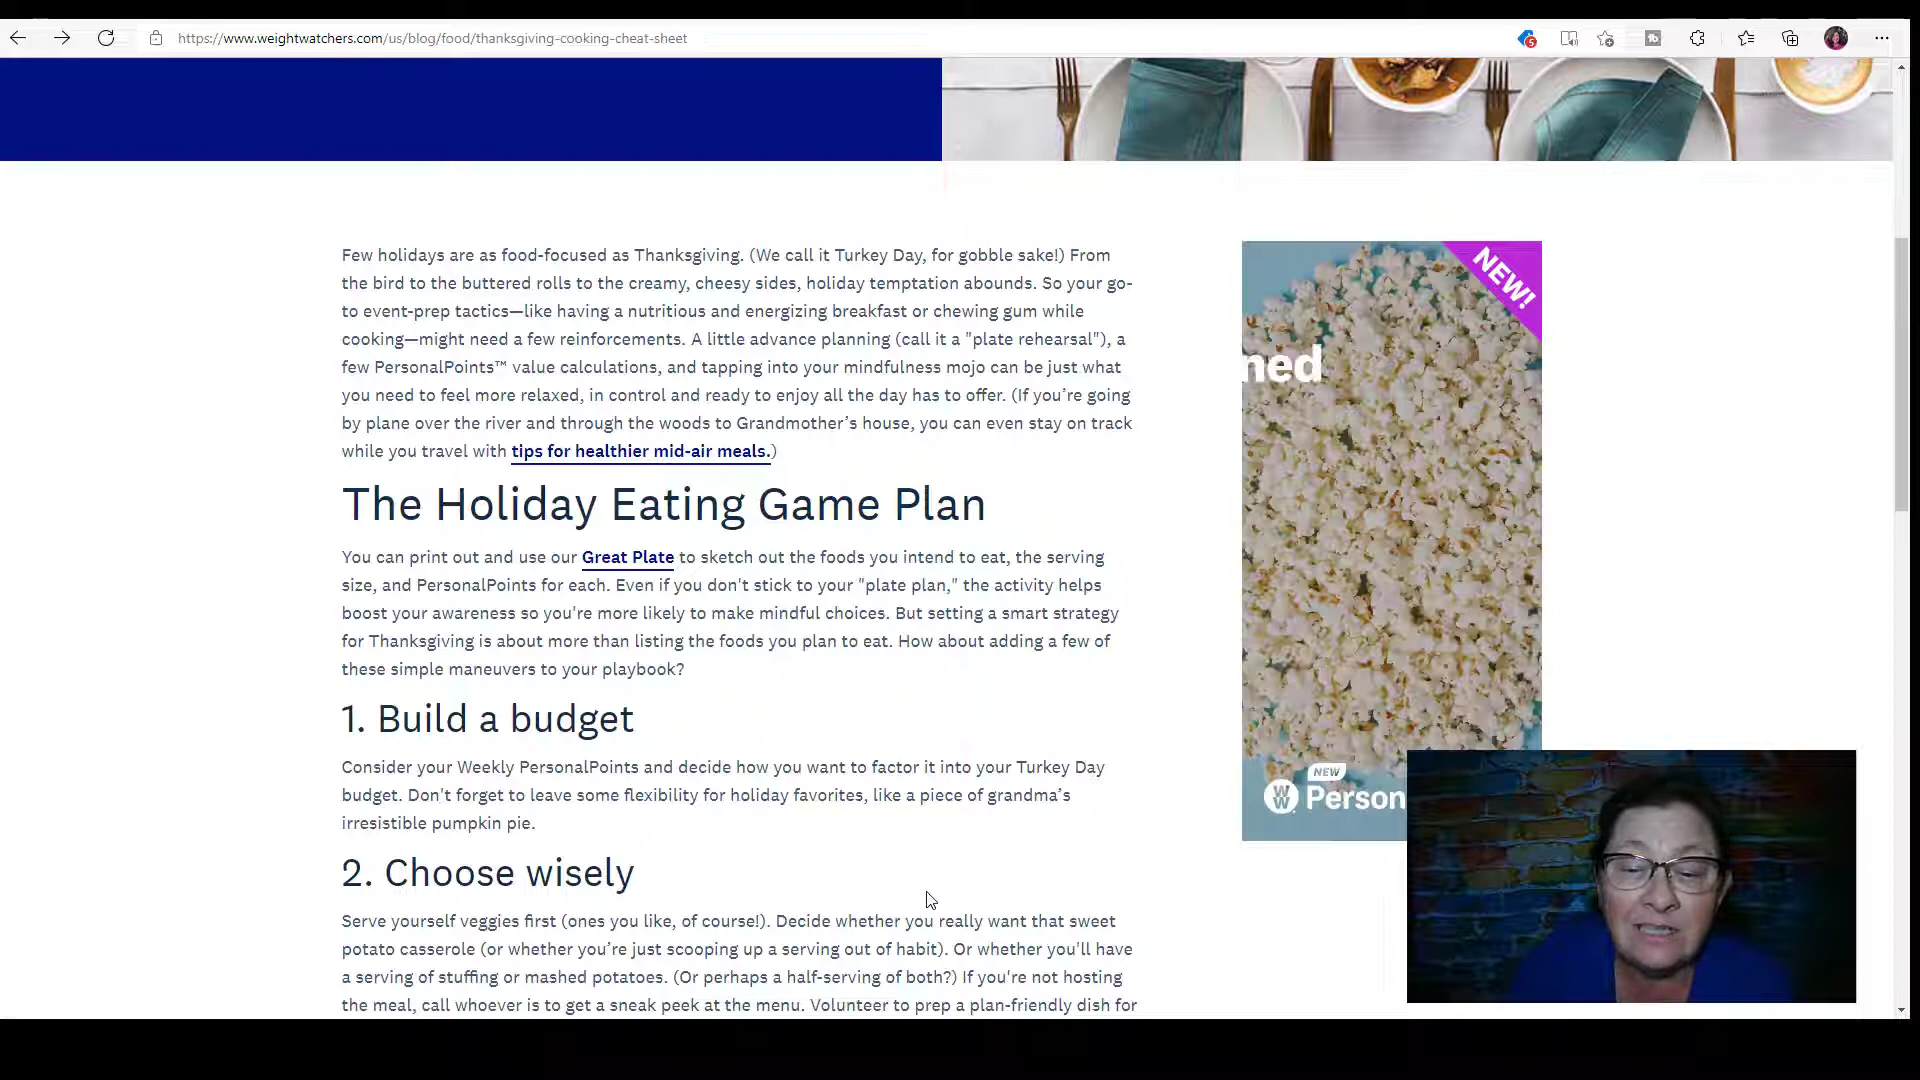 https://www.weightwatchers.com/us/blog/food/thanksgiving-cooking-cheat-sheet
5
Few holidays are as food-focused as Thanksgiving. (We call it Turkey Day, for gobble sake!) From
the bird to the buttered rolls to the creamy, cheesy sides, holiday temptation abounds. So your go-
to event-prep tactics—like having a nutritious and energizing breakfast or chewing gum while
cooking—might need a few reinforcements. A little advance planning (call it a "plate rehearsal"), a
few PersonalPoints™ value calculations, and tapping into your mindfulness mojo can be just what
you need to feel more relaxed, in control and ready to enjoy all the day has to offer. (If you’re going
by plane over the river and through the woods to Grandmother’s house, you can even stay on track
while you travel with tips for healthier mid-air meals.)
The Holiday Eating Game Plan
You can print out and use our Great Plate to sketch out the foods you intend to eat, the serving
size, and PersonalPoints for each. Even if you don't stick to your "plate plan," the activity helps
boost your awareness so you're more likely to make mindful choices. But setting a smart strategy
for Thanksgiving is about more than listing the foods you plan to eat. How about adding a few of
these simple maneuvers to your playbook?
1. Build a budget
Consider your Weekly PersonalPoints and decide how you want to factor it into your Turkey Day
budget. Don't forget to leave some flexibility for holiday favorites, like a piece of grandma’s
irresistible pumpkin pie.
2. Choose wisely
Serve yourself veggies first (ones you like, of course!). Decide whether you really want that sweet
potato casserole (or whether you’re just scooping up a serving out of habit). Or whether you'll have
a serving of stuffing or mashed potatoes. (Or perhaps a half-serving of both?) If you're not hosting
the meal, call whoever is to get a sneak peek at the menu. Volunteer to prep a plan-friendly dish for
NEW!
ned
NEW
WW Person